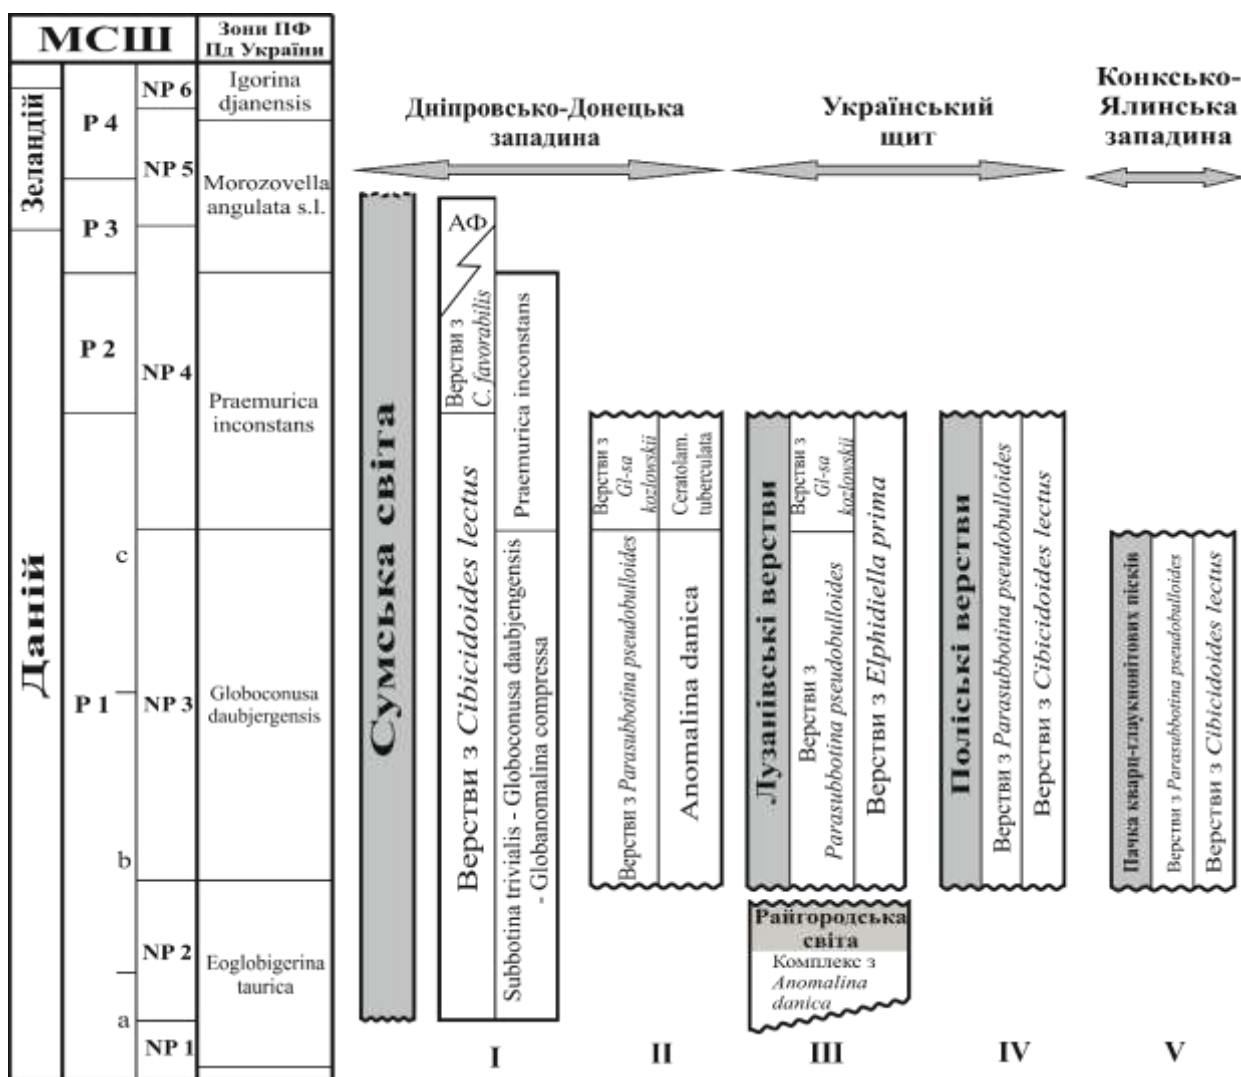 МСШ
Зони ПФ
Пд України
Зеландій
Даній
P 4
P 3
P 2
P 1
c
b
a
NP 6
NP 5
NP 4
NP 3
NP 2
NP 1
Igorina
djanensis
Morozovella
angulata s.l.
Praemurica
inconstans
Globoconusa
daubjergensis
Eoglobigerina
taurica
Дніпровсько-Донецька
западина
Український
щит
Конксько-
Ялинська
западина
Сумська світа
АФ
Верстви з
C. favorabilis
Верстви з Cibicidoides lectus
Praemurica inconstans
Subbotina trivialis - Globoconusa daubjengensis -
- Globanomalina compressa
Верстви з
Gl-sa
kozlowskii
Ceratolam.
tuberculata
Верстви з Parasubbotina pseudobulloides
Anomalina danica
Лузанівські верстви
Верстви з
Gl-sa
kozlowskii
Верстви з
Parasubbotina pseudobulloides
Верстви з Elphidiella prima
Райгородська
світа
Комплекс з
Anomalina
danica
Поліські верстви
Верстви з Parasubbotina pseudobulloides
Верстви з Cibicidoides lectus
Пачка кварц-глауконітових пісків
Верстви з Parasubbotina pseudobulloides
Верстви з Cibicidoides lectus
I
II
III
IV
V